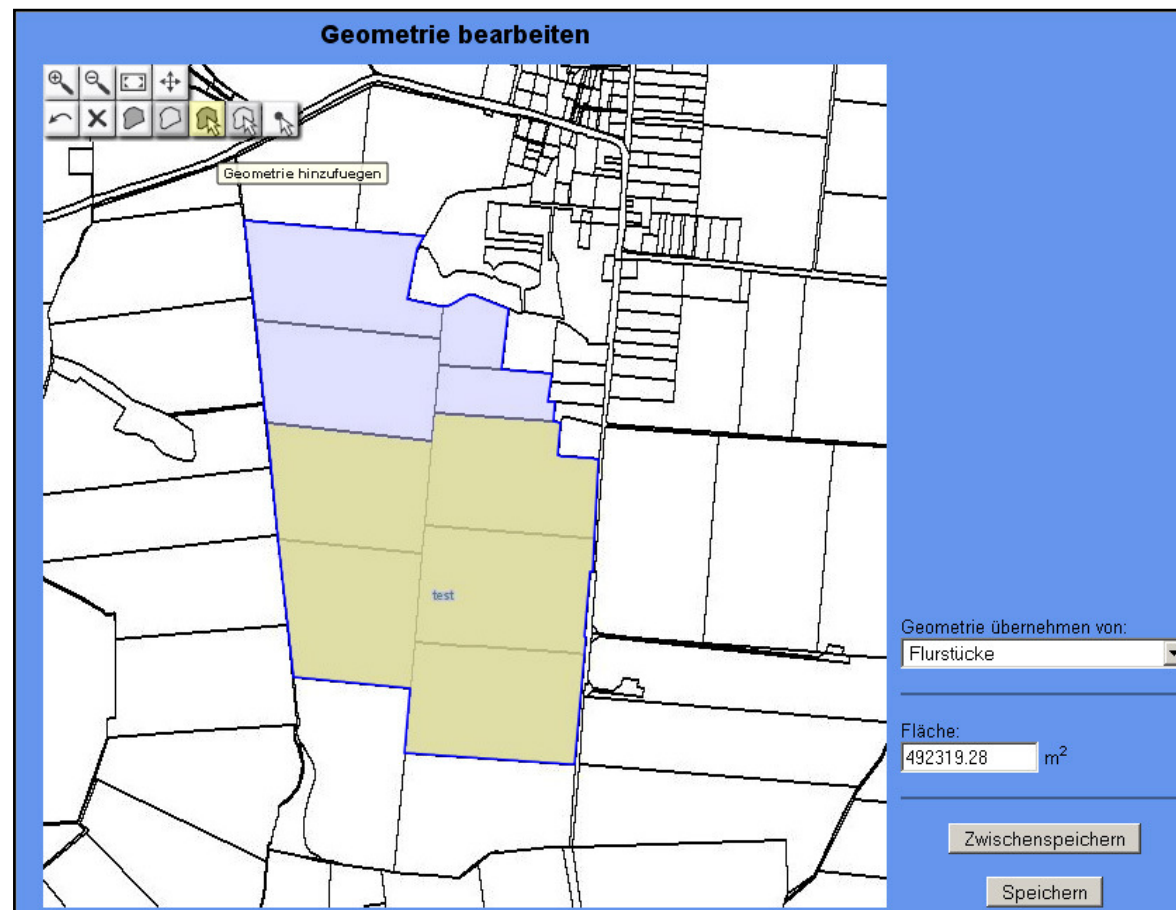 Geometrie bearbeiten
Geometrie hinzufuegen
test
Geometrie übernehmen von:
Flurstücke
Fläche:
492319.28 m²
Zwischenspeichern
Speichern